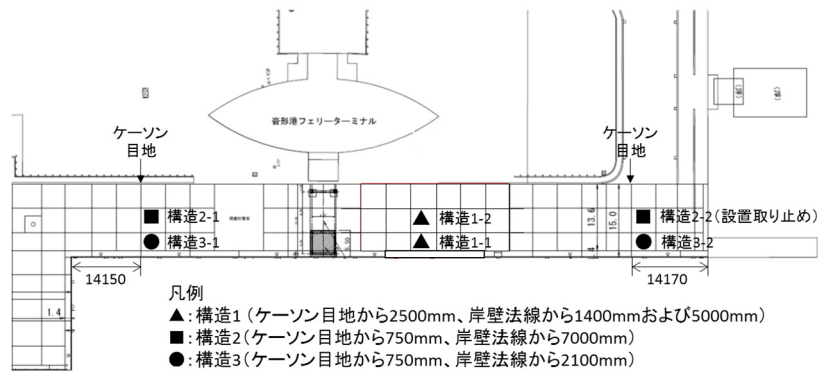 沓形港フェリーターミナル
ケーソン
目地
ケーソン
目地
■ 構造2-1
● 構造3-1
▲ 構造1-2
▲ 構造1-1
13.6
15.0
■ 構造2-2(設置取り止め)
● 構造3-2
14150
14170
1.4
凡例
▲:構造1 (ケーソン目地から2500mm、岸壁法線から1400mmおよび5000mm)
■:構造2(ケーソン目地から750mm、岸壁法線から7000mm)
●:構造3(ケーソン目地から750mm、岸壁法線から2100mm)